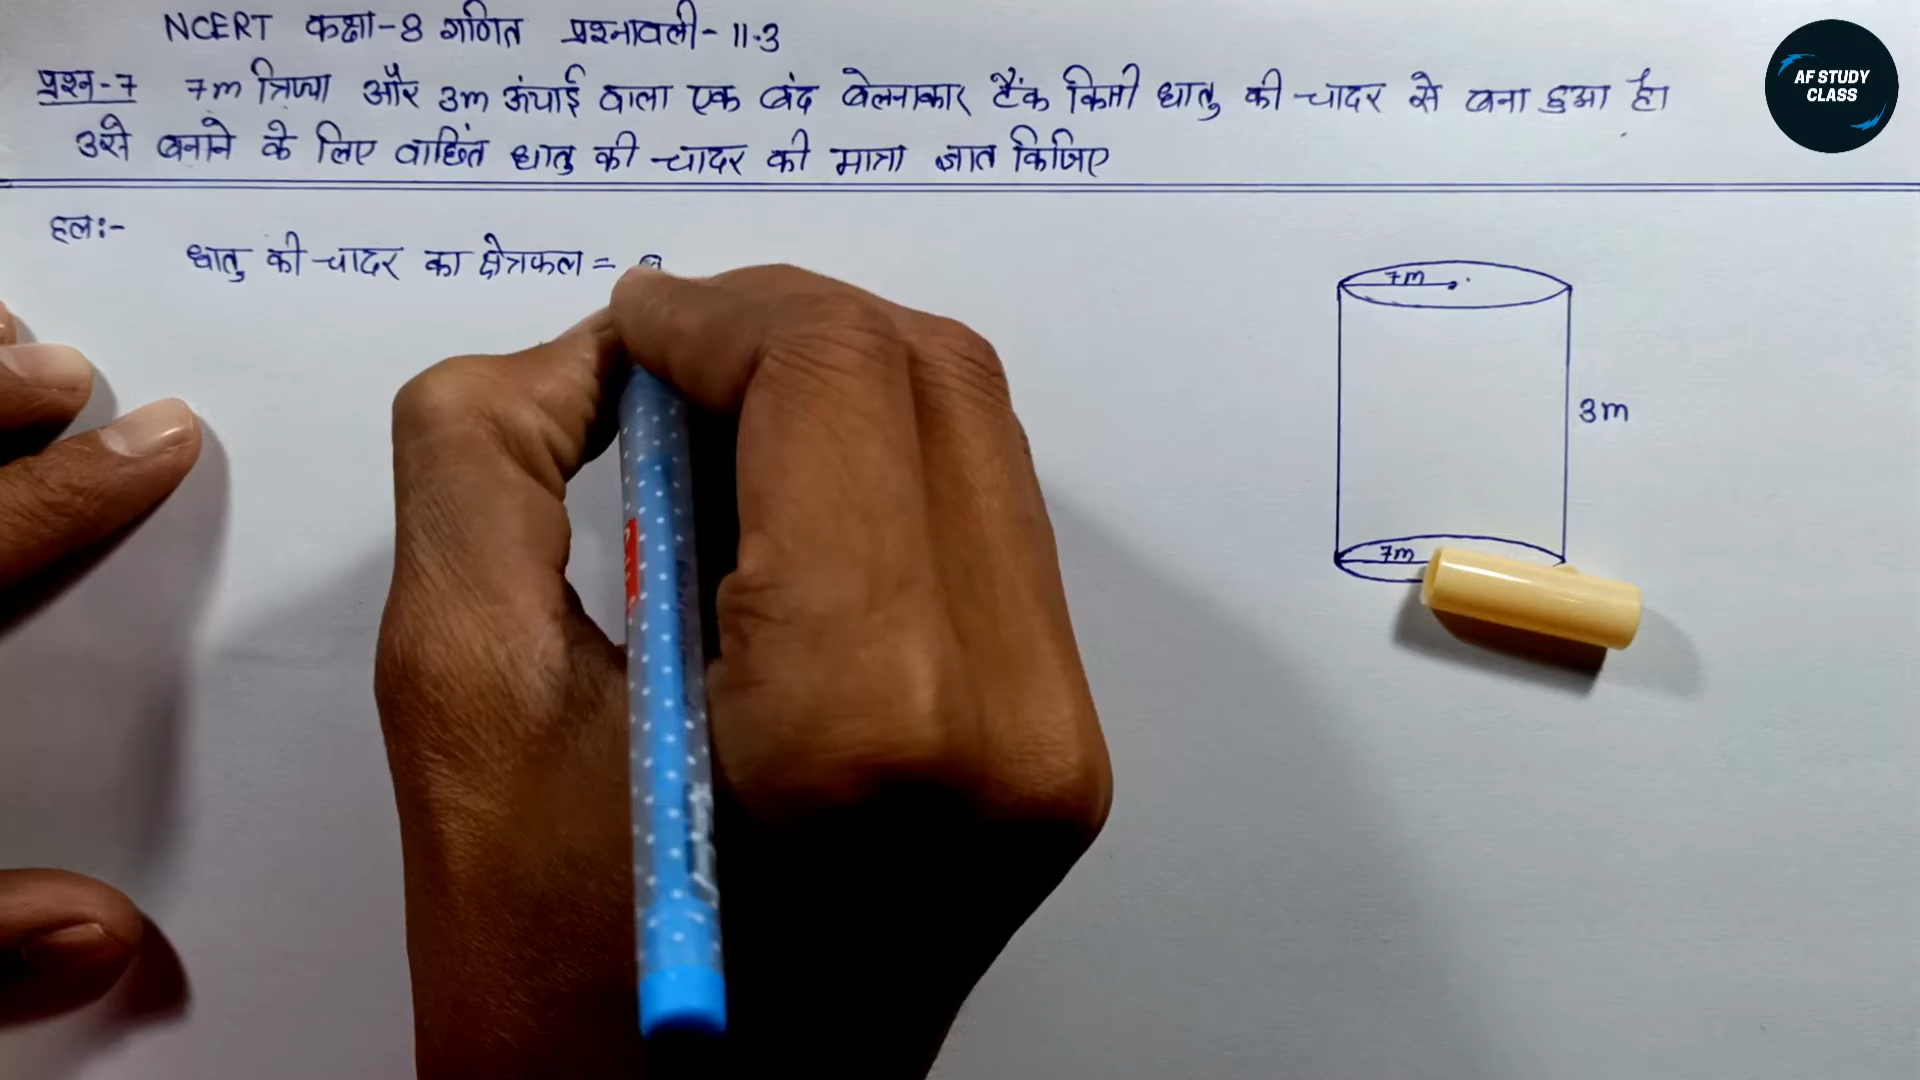 NCERT कक्षा-8 गणित प्रश्नावली-11.3
AF STUDY
CLASS
प्रश्न-7 7m त्रिज्या और 3m ऊंचाई वाला एक बंद बेलनाकार टैंक किसी धातु की चादर से बना हुआ है।
उसे बनाने के लिए वाछिंत धातु की चादर की मात्रा ज्ञात किजिए
हलः-
धातु की चादर का क्षेत्रफल =
7m
3m
7m